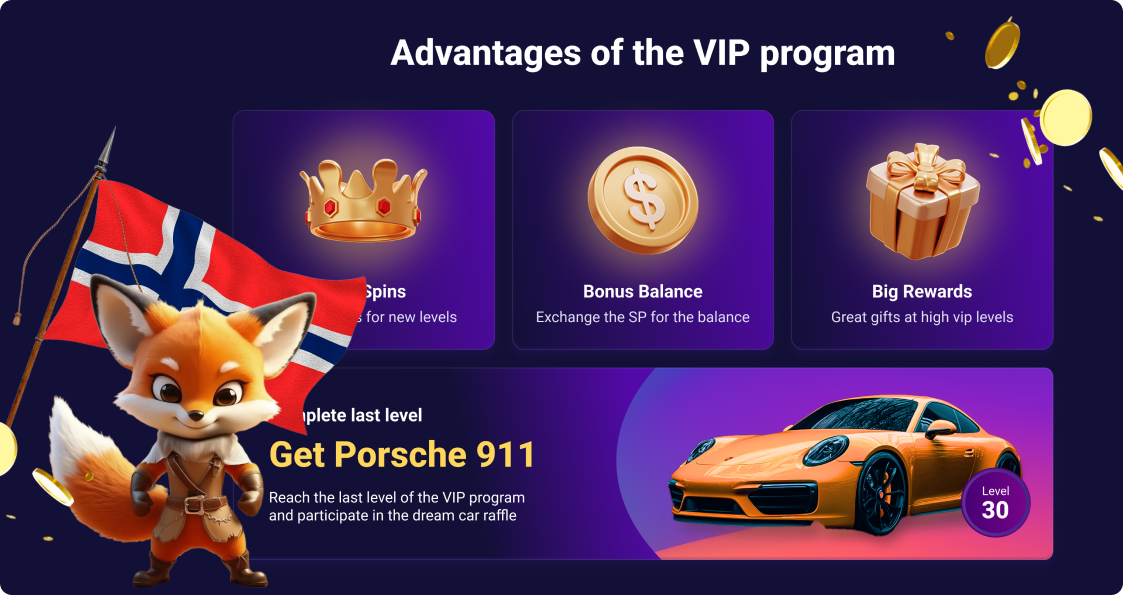 Advantages of the VIP program
Spins
for new levels
Bonus Balance
Exchange the SP for the balance
Big Rewards
Great gifts at high vip levels
last level
Get Porsche 911
Reach the last level of the VIP program
and participate in the dream car raffle
Level
30